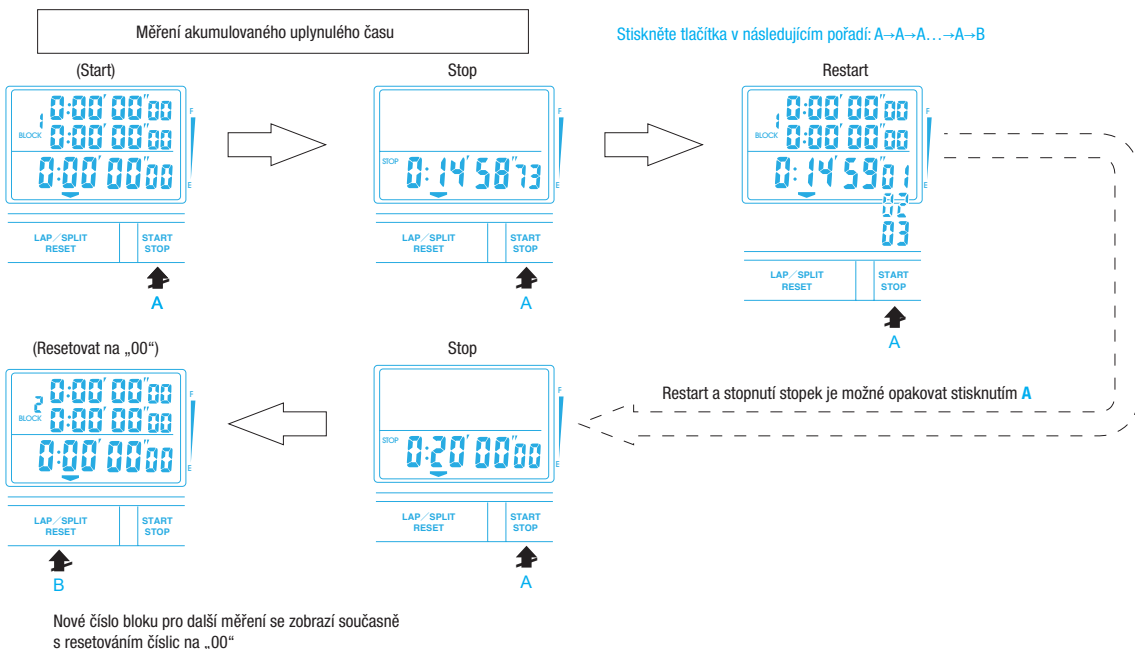 Měření akumulovaného uplynulého času
Stiskněte tlačítka v následujícím pořadí: A→A→A…→A→B
(Start)
Stop
Restart
1 0:00' 00" 00
BLOCK 0:00' 00" 00
0:00' 00" 00
F
E
LAP/SPLIT
RESET
START
STOP
A
STOP 0:14' 58" 73
F
E
LAP/SPLIT
RESET
START
STOP
A
1 0:00' 00" 00
BLOCK 0:00' 00" 00
0:14' 59" 01
02
03
F
E
LAP/SPLIT
RESET
START
STOP
A
(Resetovat na „00“)
Stop
2 0:00' 00" 00
BLOCK 0:00' 00" 00
0:00' 00" 00
F
E
LAP/SPLIT
RESET
START
STOP
B
STOP 0:20' 00" 00
F
E
LAP/SPLIT
RESET
START
STOP
A
Restart a stopnutí stopek je možné opakovat stisknutím A
Nové číslo bloku pro další měření se zobrazí současně
s resetováním číslic na „00“